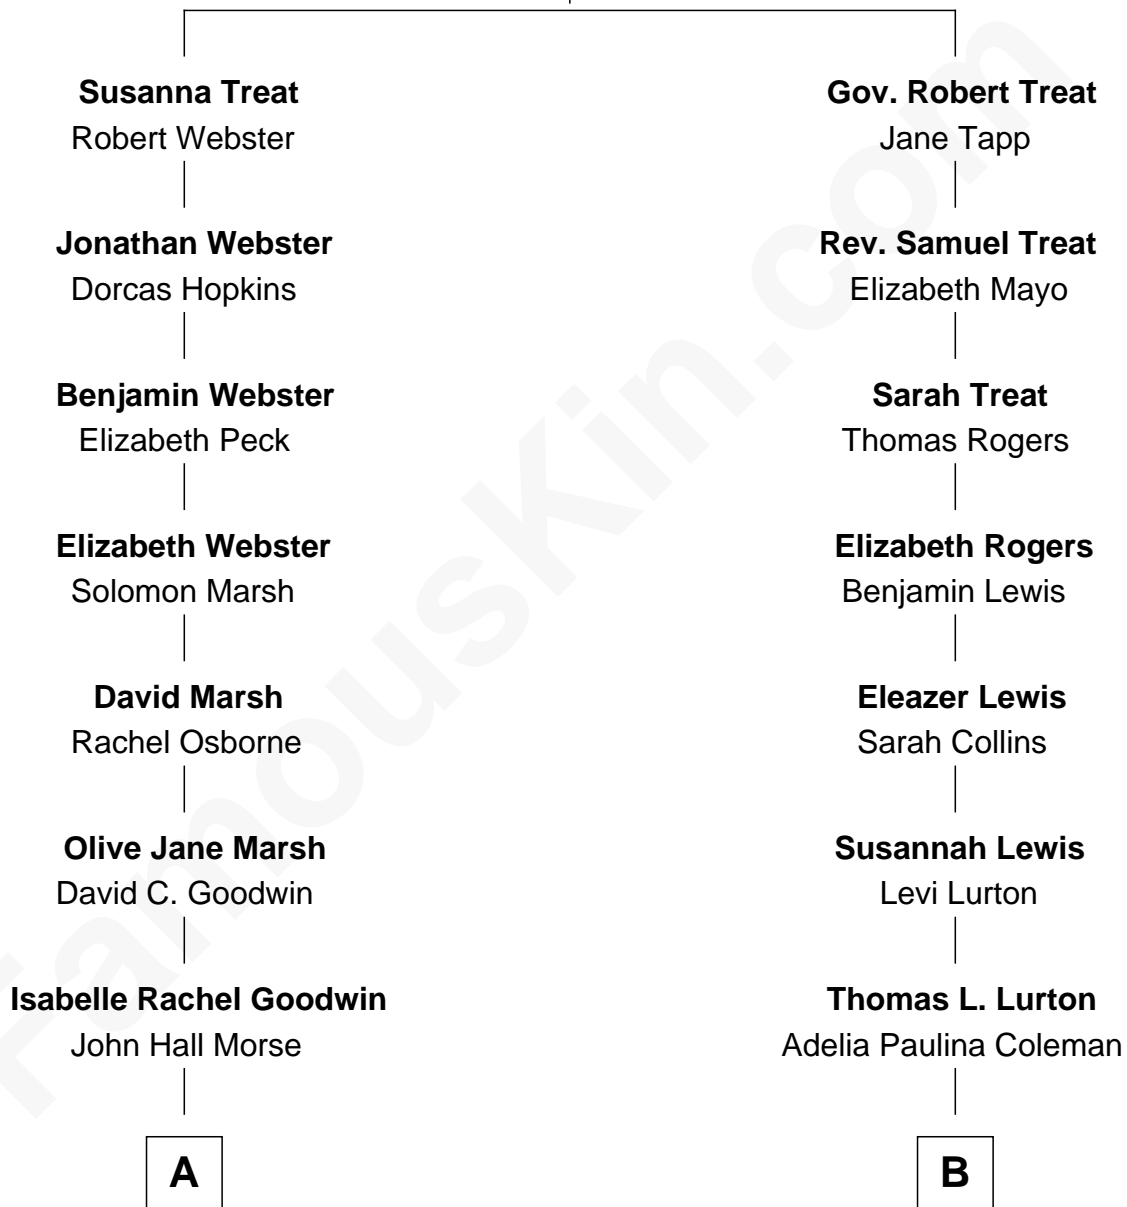 Susanna Treat
Robert Webster
Jonathan Webster
Dorcas Hopkins
Benjamin Webster
Elizabeth Peck
Elizabeth Webster
Solomon Marsh
David Marsh
Rachel Osborne
Olive Jane Marsh
David C. Goodwin
Isabelle Rachel Goodwin
John Hall Morse
A
Gov. Robert Treat
Jane Tapp
Rev. Samuel Treat
Elizabeth Mayo
Sarah Treat
Thomas Rogers
Elizabeth Rogers
Benjamin Lewis
Eleazer Lewis
Sarah Collins
Susannah Lewis
Levi Lurton
Thomas L. Lurton
Adelia Paulina Coleman
B
FamousKin.com